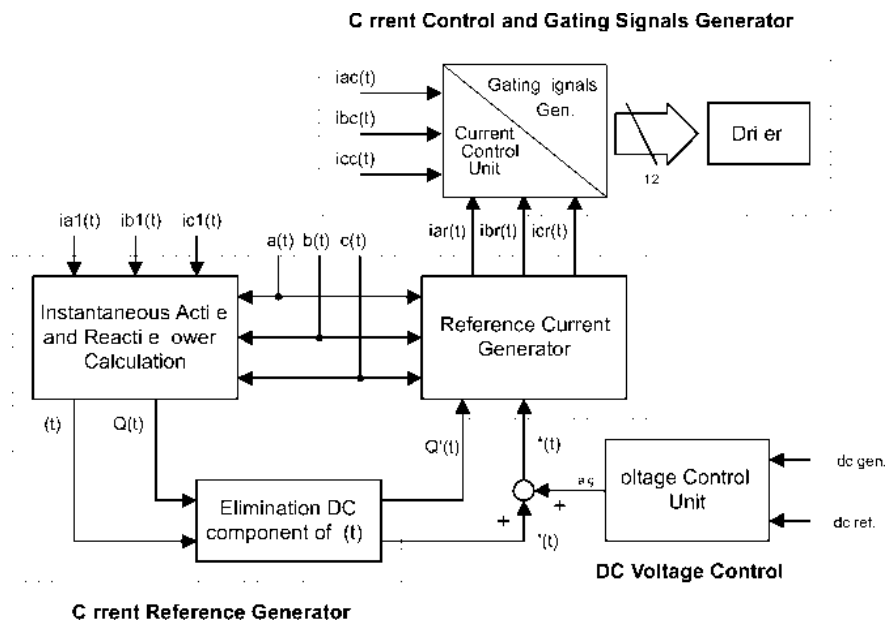 C rrent Control and Gating Signals Generator
iac(t)
ibc(t)
icc(t)
Gating ignals
Gen.
Current
Control
Unit
12
Dri er
ia1(t) ib1(t) ic1(t)
a(t) b(t) c(t)
iar(t) ibr(t) icr(t)
Instantaneous Acti e
and Reacti e ower
Calculation
Reference Current
Generator
(t) Q(t)
Q'(t)
*(t)
Elimination DC
component of (t)
+
+
'(t)
oltage Control
Unit
dc gen.
dc ref.
DC Voltage Control
C rrent Reference Generator